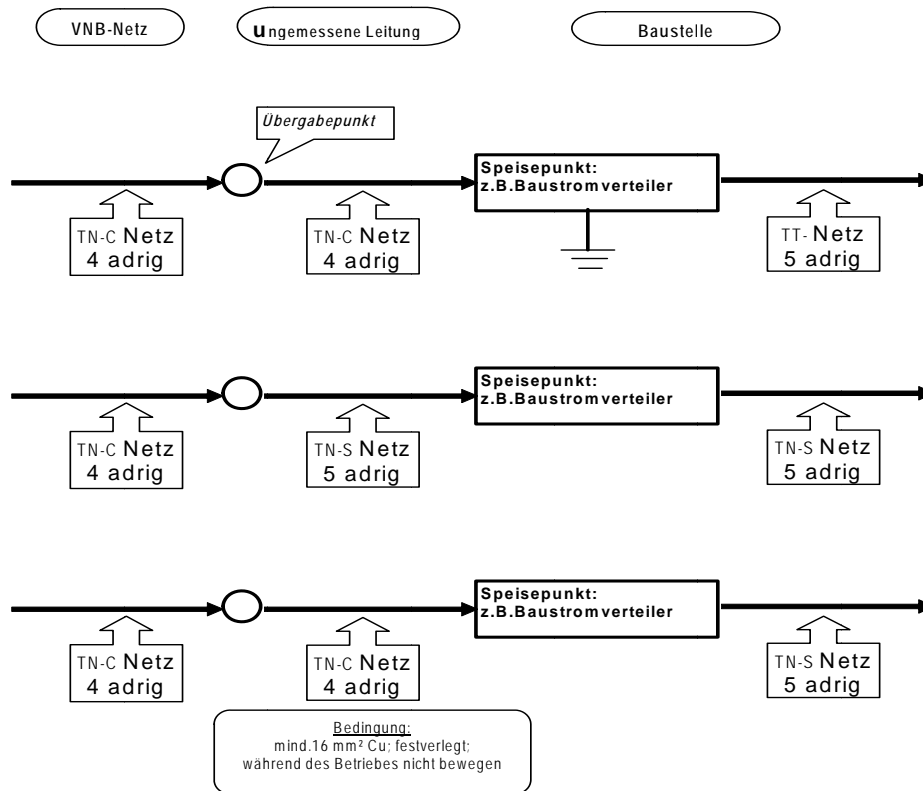 VNB-Netz
Ungemessene Leitung
Baustelle
Übergabepunkt
Speisepunkt:
z.B.Baustromverteiler
TN-C Netz
4 adrig
TN-C Netz
4 adrig
TT- Netz
5 adrig
Speisepunkt:
z.B.Baustromverteiler
TN-C Netz
4 adrig
TN-S Netz
5 adrig
TN-S Netz
5 adrig
Speisepunkt:
z.B.Baustromverteiler
TN-C Netz
4 adrig
TN-C Netz
4 adrig
TN-S Netz
5 adrig
Bedingung:
mind.16 mm² Cu; festverlegt;
während des Betriebes nicht bewegen